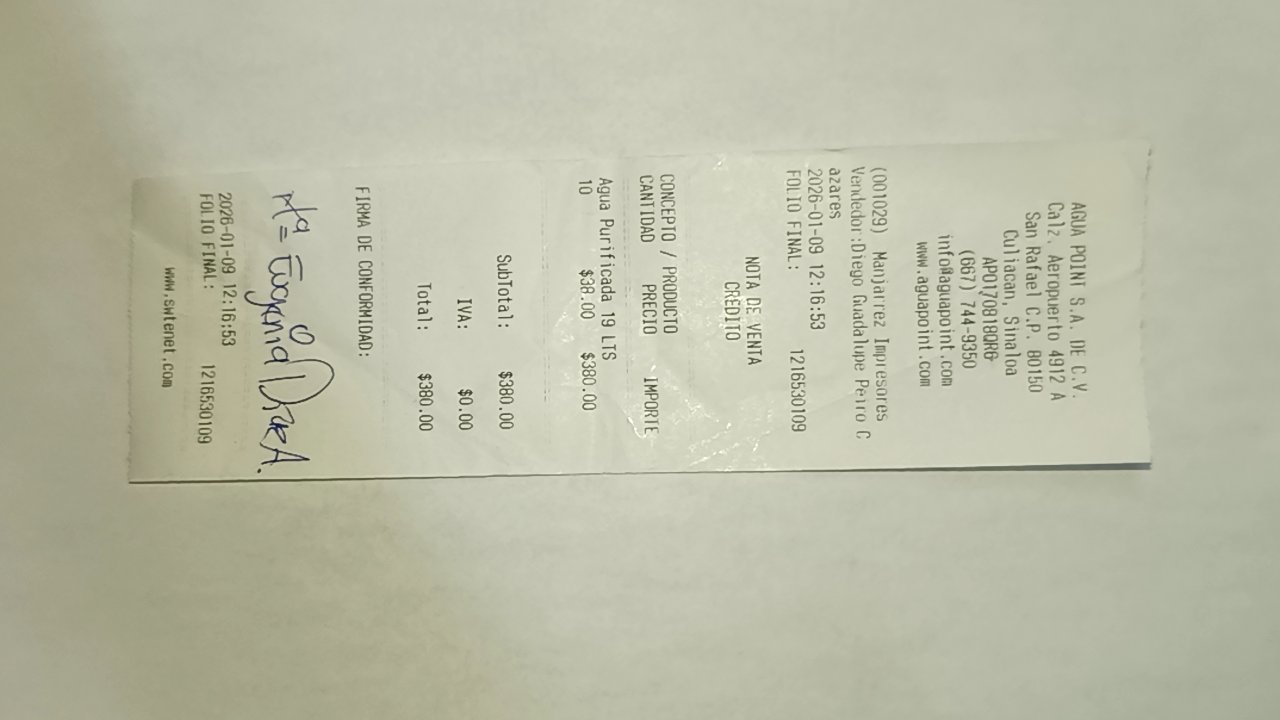 AGUA POINT S.A. DE C.V.
Calz. Aeropuerto 4912 A
San Rafael C.P. 80150
Culiacan, Sinaloa
APO170818QR6
(667) 744-9350
info@aguapoint.com
www.aguapoint.com
(001029) Manjarrez Impresores
Vendedor:Diego Guadalupe Peiro C
azares
2026-01-09 12:16:53
FOLIO FINAL: 1216530109
NOTA DE VENTA
CREDITO
CONCEPTO / PRODUCTO
CANTIDAD PRECIO IMPORTE
Agua Purificada 19 LTS
10 $38.00 $380.00
SubTotal: $380.00
IVA: $0.00
Total: $380.00
FIRMA DE CONFORMIDAD:
Ma= Eugenia A.
2026-01-09 12:16:53
FOLIO FINAL: 1216530109
www.swtenet.com